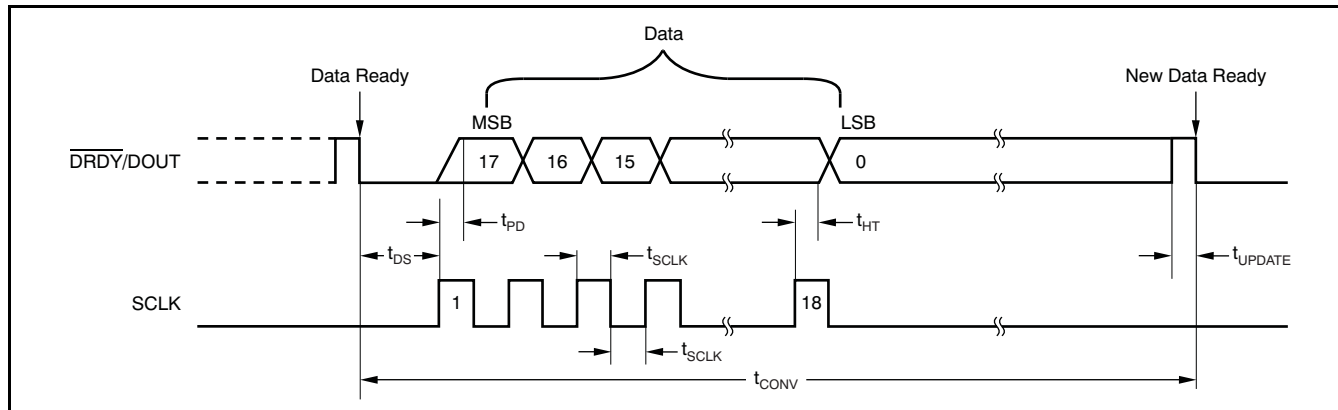 Data
Data Ready
New Data Ready
MSB
LSB
DRDY/DOUT
17
16
15
0
tPD
tHT
tDS
tSCLK
tUPDATE
SCLK
1
18
tSCLK
tCONV